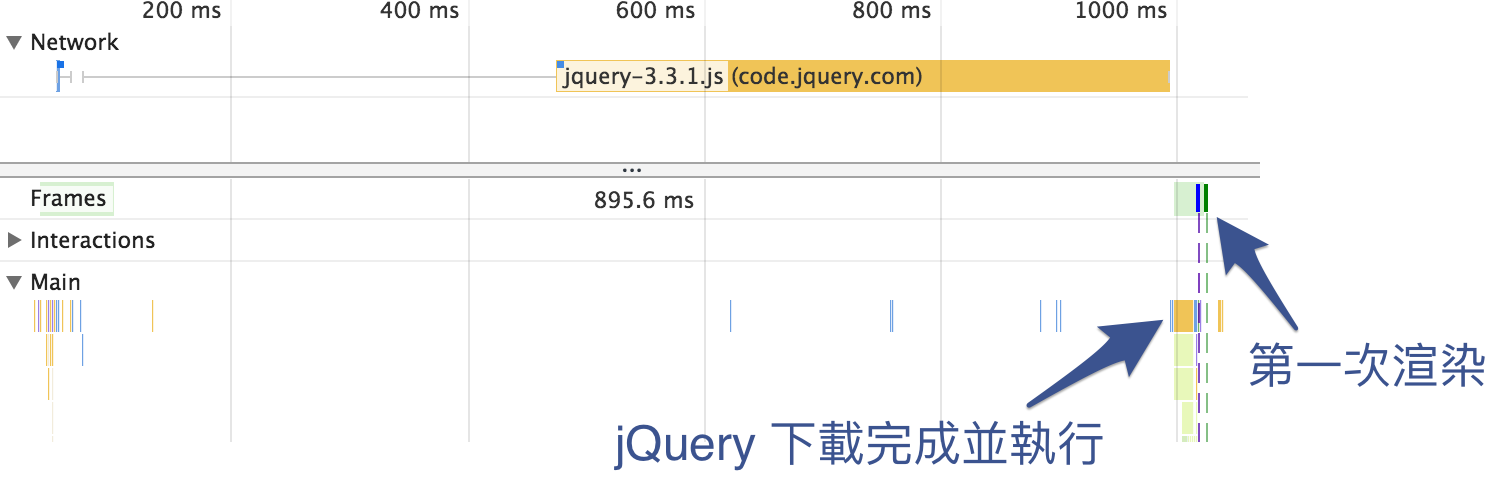 200 ms 400 ms 600 ms 800 ms 1000 ms
Network
jquery-3.3.1.js (code.jquery.com)
...
Frames 895.6 ms
Interactions
Main
第一次渲染
jQuery 下載完成並執行